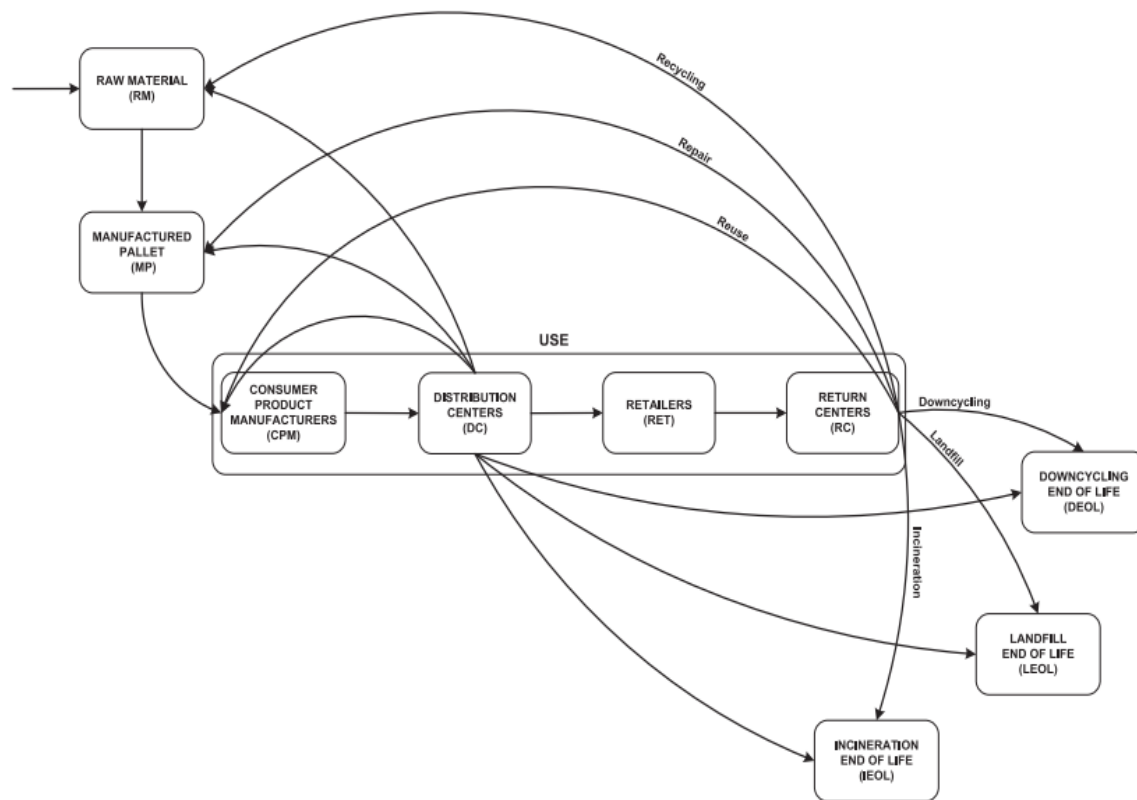 RAW MATERIAL
(RM)
Recycling
Repair
Reuse
MANUFACTURED
PALLET
(MP)
USE
CONSUMER
PRODUCT
MANUFACTURERS
(CPM)
DISTRIBUTION
CENTERS
(DC)
RETAILERS
(RET)
RETURN
CENTERS
(RC)
Downcycling
Landfill
Incineration
DOWNCYCLING
END OF LIFE
(DEOL)
LANDFILL
END OF LIFE
(LEOL)
INCINERATION
END OF LIFE
(IEOL)